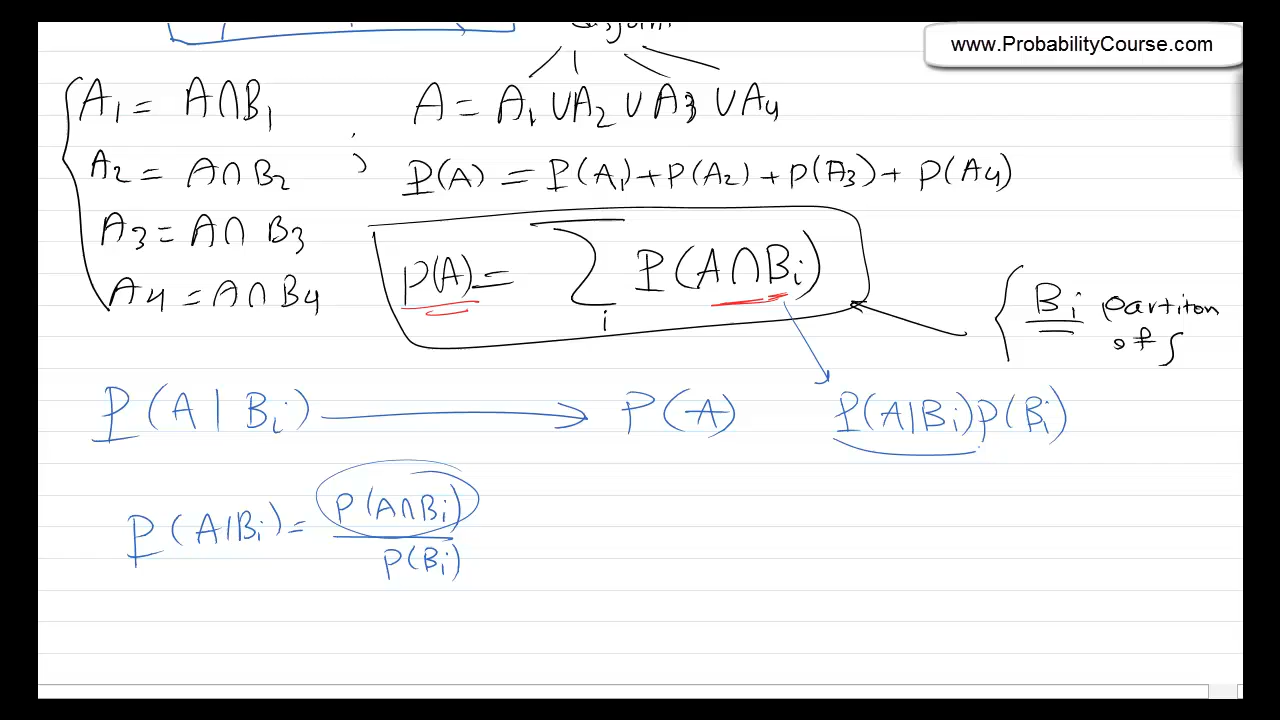 www.ProbabilityCourse.com
A₁ = A∩B₁
A = A₁ ∪A₂ ∪ A₃ ∪A₄
A₂ = A∩B₂ ;
P(A) = P(A₁)+P(A₂)+P(A₃)+P(A₄)
A₃=A∩ B₃
P(A)= ∑ᵢ P(A∩Bᵢ)
A₄ =A∩ B₄
Bᵢ partiton
of S
P(A|Bᵢ) → P(A) P(A|Bᵢ)P(Bᵢ)
P(A|Bᵢ)= P(A∩Bᵢ)
P(Bᵢ)